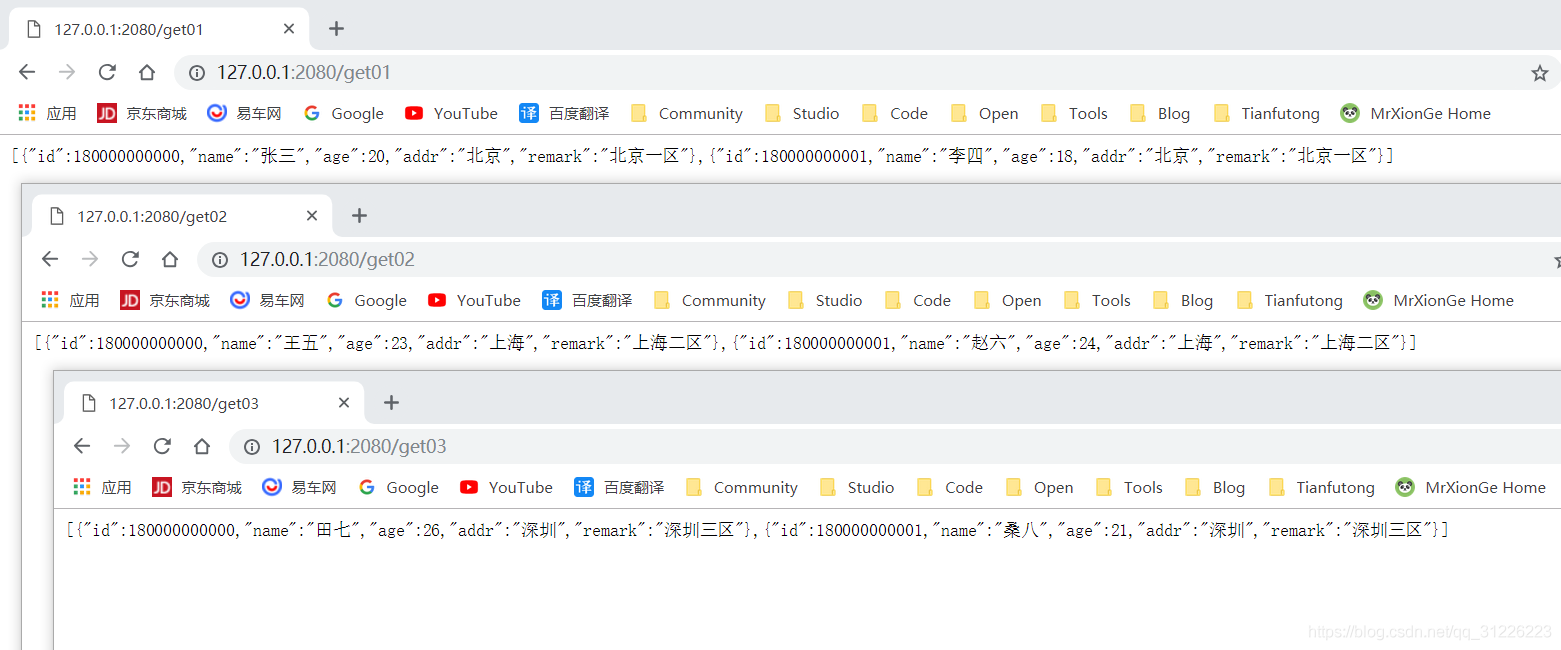 127.0.0.1:2080/get01
127.0.0.1:2080/get01
应用 JD 京东商城 易车网 Google YouTube 译 百度翻译 Community Studio Code Open Tools Blog Tianfutong MrXionGe Home
[{"id":180000000000,"name":"张三","age":20,"addr":"北京","remark":"北京一区"},{"id":180000000001,"name":"李四","age":18,"addr":"北京","remark":"北京一区"}]
127.0.0.1:2080/get02
127.0.0.1:2080/get02
应用 JD 京东商城 易车网 Google YouTube 译 百度翻译 Community Studio Code Open Tools Blog Tianfutong MrXionGe Home
[{"id":180000000000,"name":"王五","age":23,"addr":"上海","remark":"上海二区"},{"id":180000000001,"name":"赵六","age":24,"addr":"上海","remark":"上海二区"}]
127.0.0.1:2080/get03
127.0.0.1:2080/get03
应用 JD 京东商城 易车网 Google YouTube 译 百度翻译 Community Studio Code Open Tools Blog Tianfutong MrXionGe Home
[{"id":180000000000,"name":"田七","age":26,"addr":"深圳","remark":"深圳三区"},{"id":180000000001,"name":"桑八","age":21,"addr":"深圳","remark":"深圳三区"}]
https://blog.csdn.net/qq_31226223